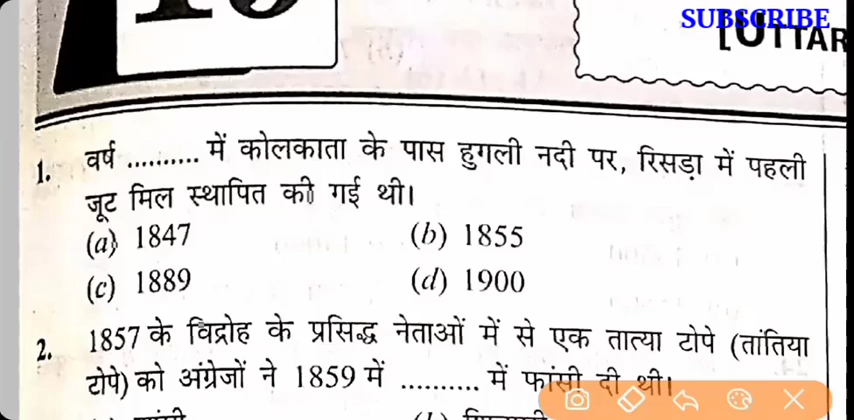 SUBSCRIBE
[UTTAR
1. वर्ष .......... में कोलकाता के पास हुगली नदी पर, रिसड़ा में पहली
जूट मिल स्थापित की गई थी।
(a) 1847 (b) 1855
(c) 1889 (d) 1900
2. 1857 के विद्रोह के प्रसिद्ध नेताओं में से एक तात्या टोपे (तांतिया
टोपे) को अंग्रेजों ने 1859 में .......... में फांसी दी थी।